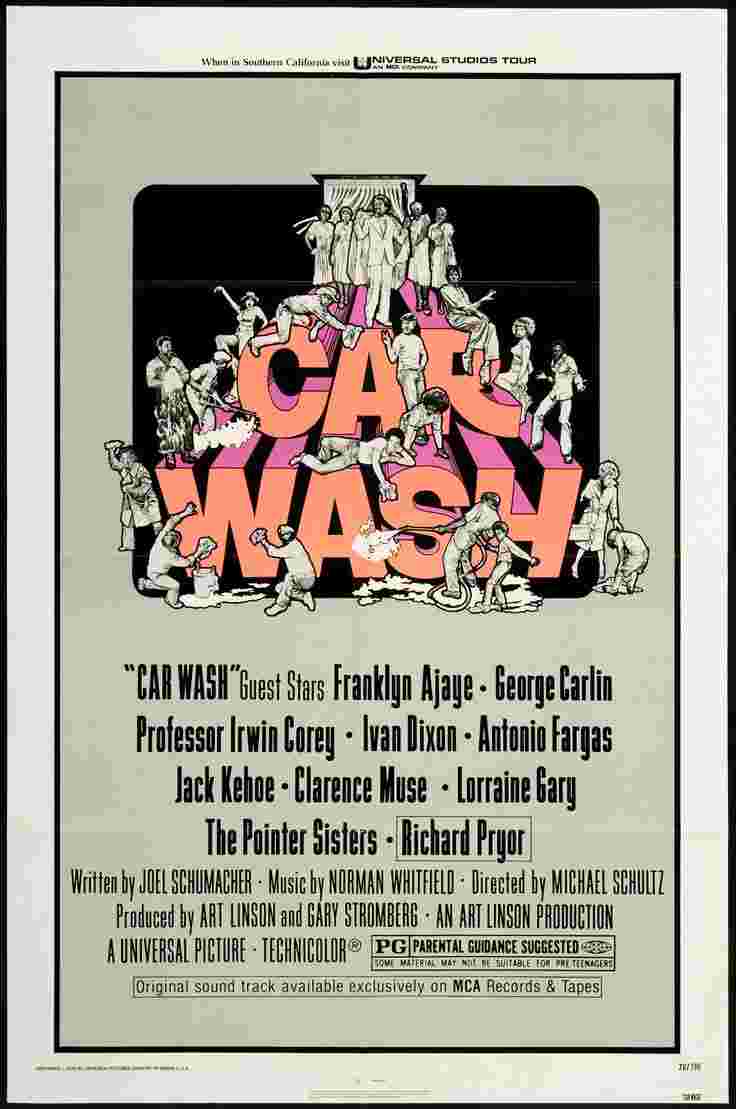 When in Southern California visit UNIVERSAL STUDIOS TOUR
AN MCA COMPANY
CAR
WASH
"CAR WASH" Guest Stars Franklyn Ajaye · George Carlin
Professor Irwin Corey · Ivan Dixon · Antonio Fargas
Jack Kehoe · Clarence Muse · Lorraine Gary
The Pointer Sisters · Richard Pryor
Written by JOEL SCHUMACHER · Music by NORMAN WHITFIELD · Directed by MICHAEL SCHULTZ
Produced by ART LINSON and GARY STROMBERG · AN ART LINSON PRODUCTION
A UNIVERSAL PICTURE · TECHNICOLOR®
PG PARENTAL GUIDANCE SUGGESTED
SOME MATERIAL MAY NOT BE SUITABLE FOR PRE-TEENAGERS
Original sound track available exclusively on MCA Records & Tapes